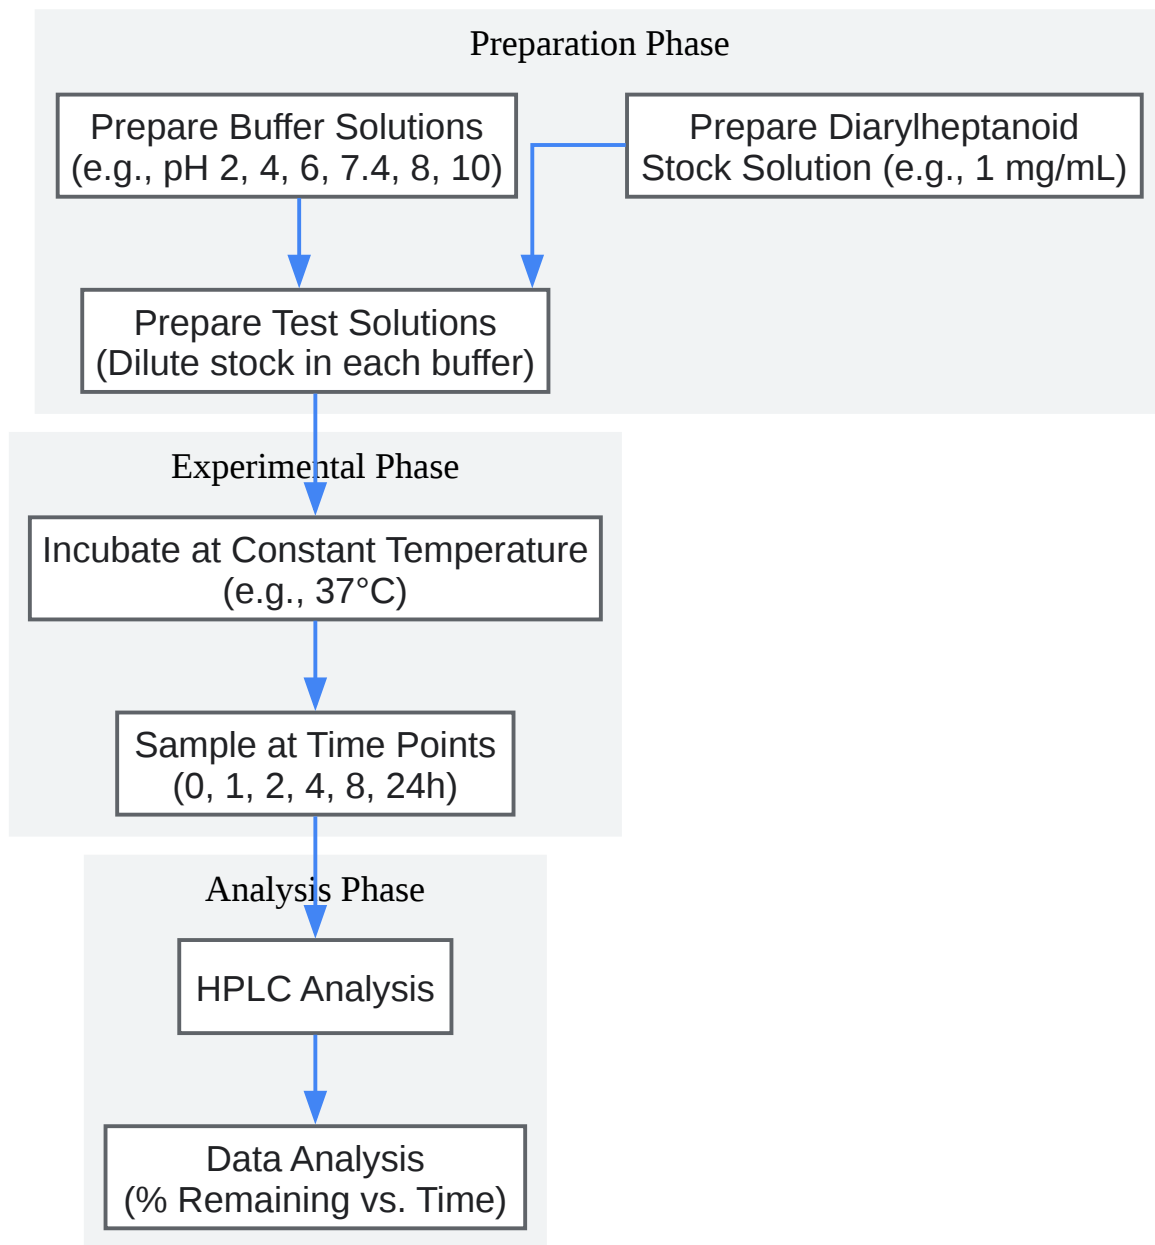 Preparation Phase
Prepare Buffer Solutions
(e.g., pH 2, 4, 6, 7.4, 8, 10)
Prepare Diarylheptanoid
Stock Solution (e.g., 1 mg/mL)
Prepare Test Solutions
(Dilute stock in each buffer)
Experimental Phase
Incubate at Constant Temperature
(e.g., 37°C)
Sample at Time Points
(0, 1, 2, 4, 8, 24h)
Analysis Phase
HPLC Analysis
Data Analysis
(% Remaining vs. Time)